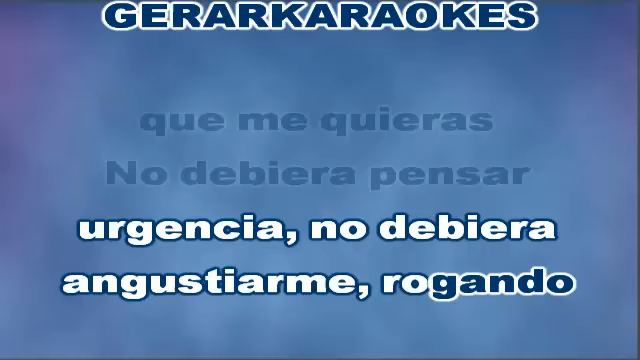 GERARKARAOKES
que me quieras
No debiera pensar
urgencia, no debiera
angustiarme, rogando